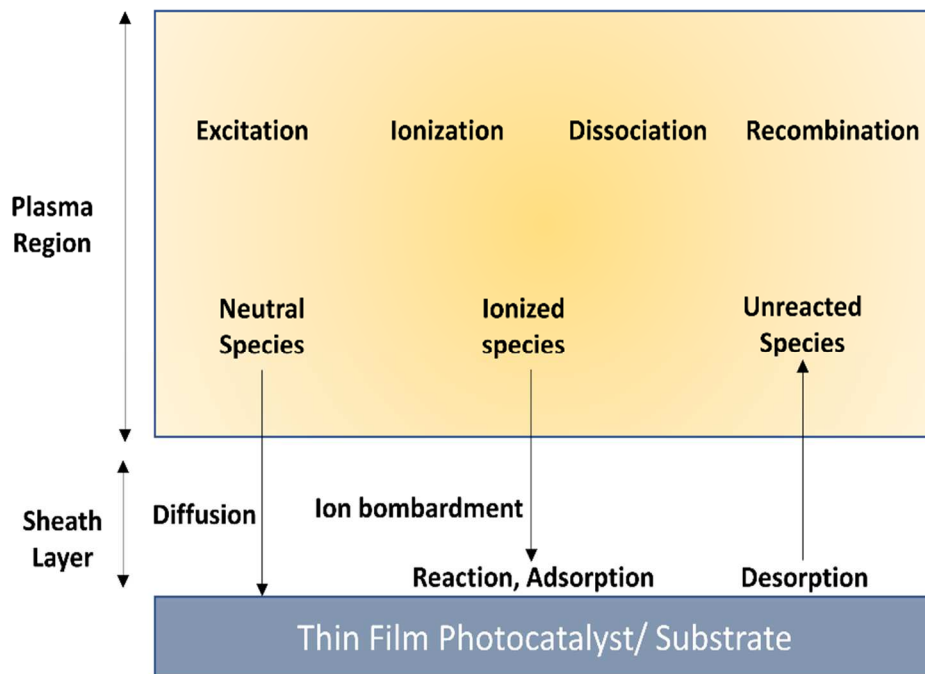 Excitation Ionization Dissociation Recombination
Plasma
Region
Neutral
Species
Ionized
species
Unreacted
Species
Sheath
Layer
Diffusion
Ion bombardment
Reaction, Adsorption
Desorption
Thin Film Photocatalyst/ Substrate